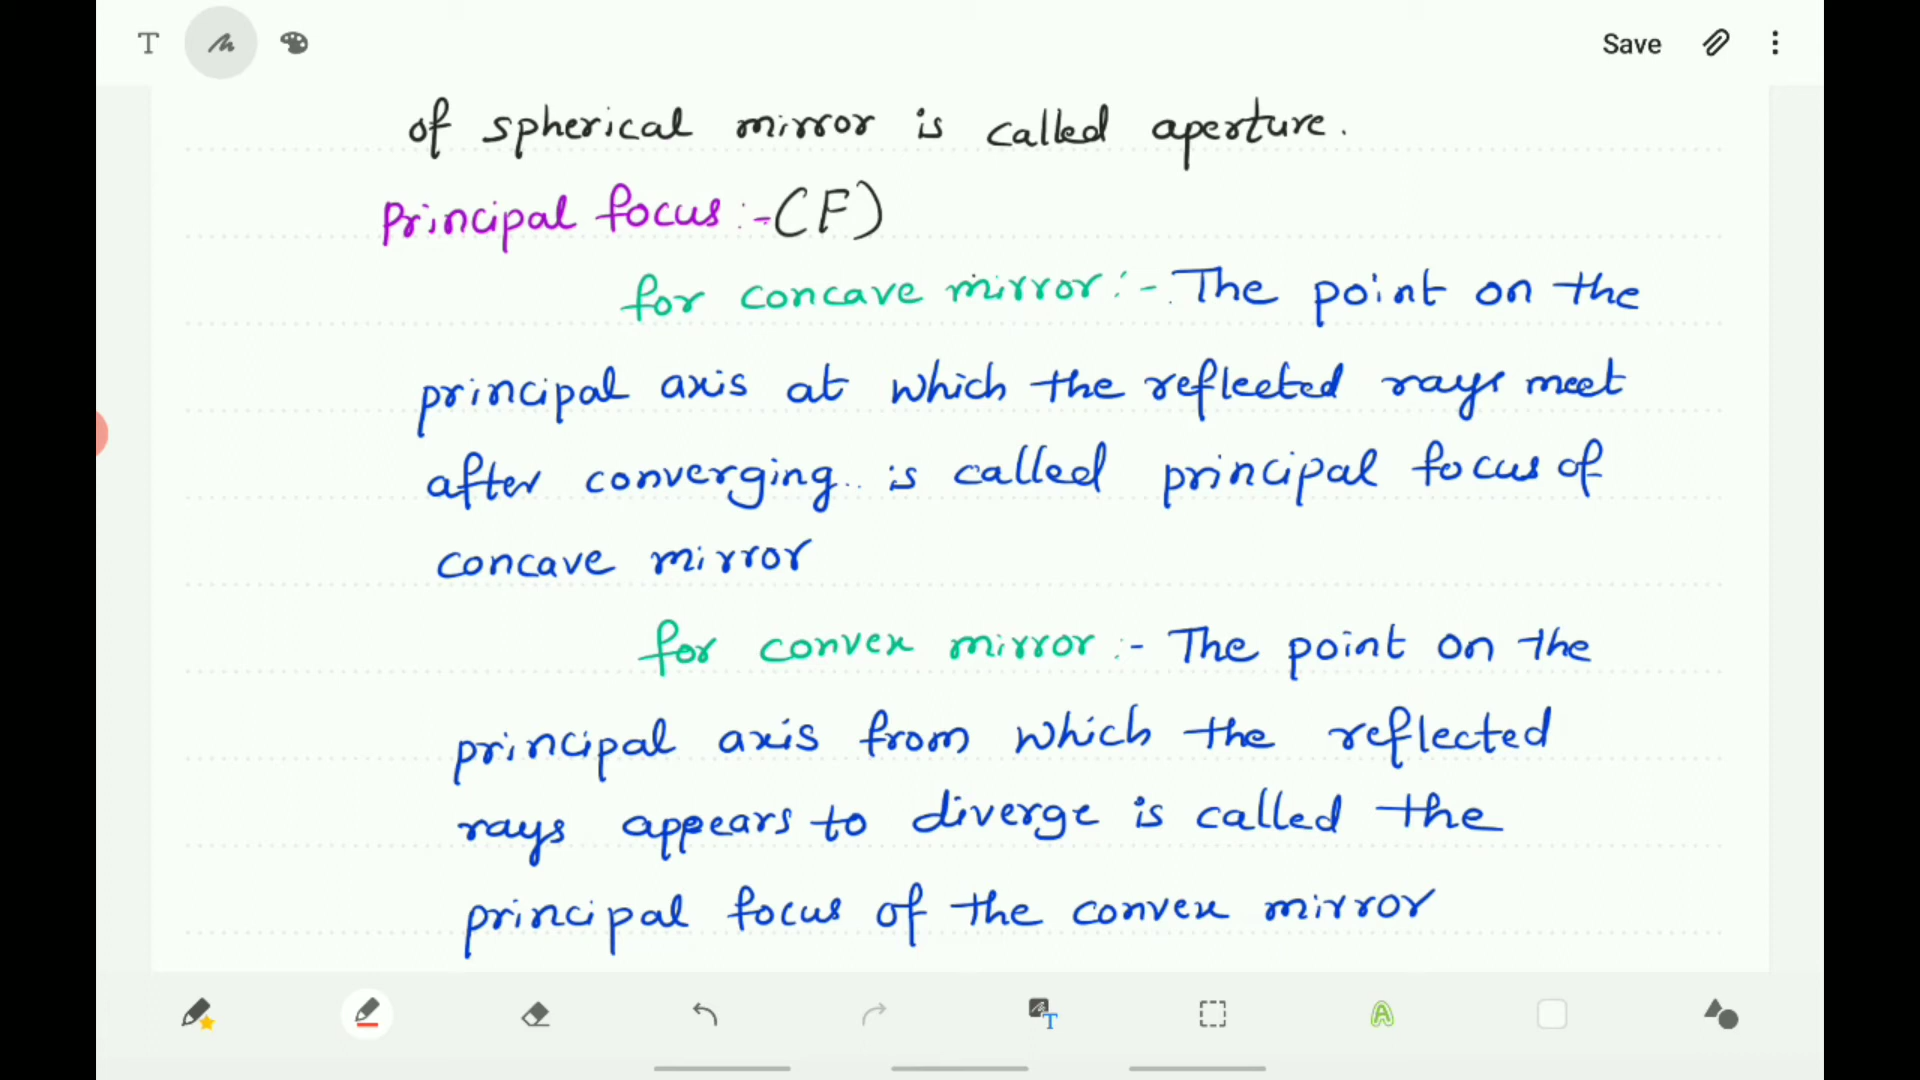 T
Save
of spherical mirror is called aperture.
Principal focus :- (F)
for concave mirror :- The point on the
principal axis at which the reflected rays meet
after converging.. is called principal focus of
concave mirror
for convex mirror :- The point on the
principal axis from which the reflected
rays appears to diverge is called the
principal focus of the convex mirror
T
A